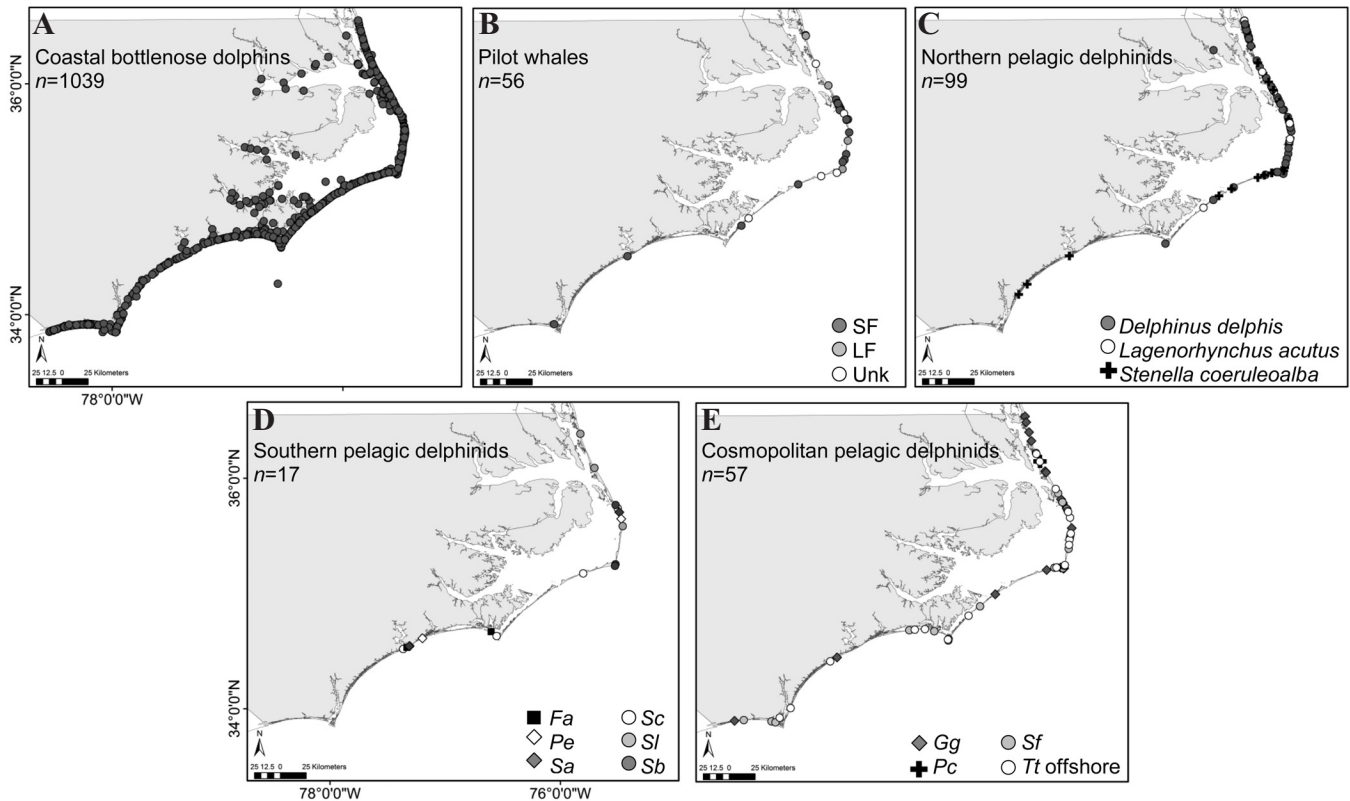 A
Coastal bottlenose dolphins
n=1039
36°0'0"N
34°0'0"N
N
25 12.5 0 25 Kilometers
78°0'0"W
B
Pilot whales
n=56
SF
LF
Unk
N
25 12.5 0 25 Kilometers
C
Northern pelagic delphinids
n=99
Delphinus delphis
Lagenorhynchus acutus
Stenella coeruleoalba
N
25 12.5 0 25 Kilometers
D
Southern pelagic delphinids
n=17
36°0'0"N
34°0'0"N
Fa
Pe
Sa
Sc
Sl
Sb
N
25 12.5 0 25 Kilometers
78°0'0"W
76°0'0"W
E
Cosmopolitan pelagic delphinids
n=57
Gg
Pc
Sf
Tt offshore
N
25 12.5 0 25 Kilometers